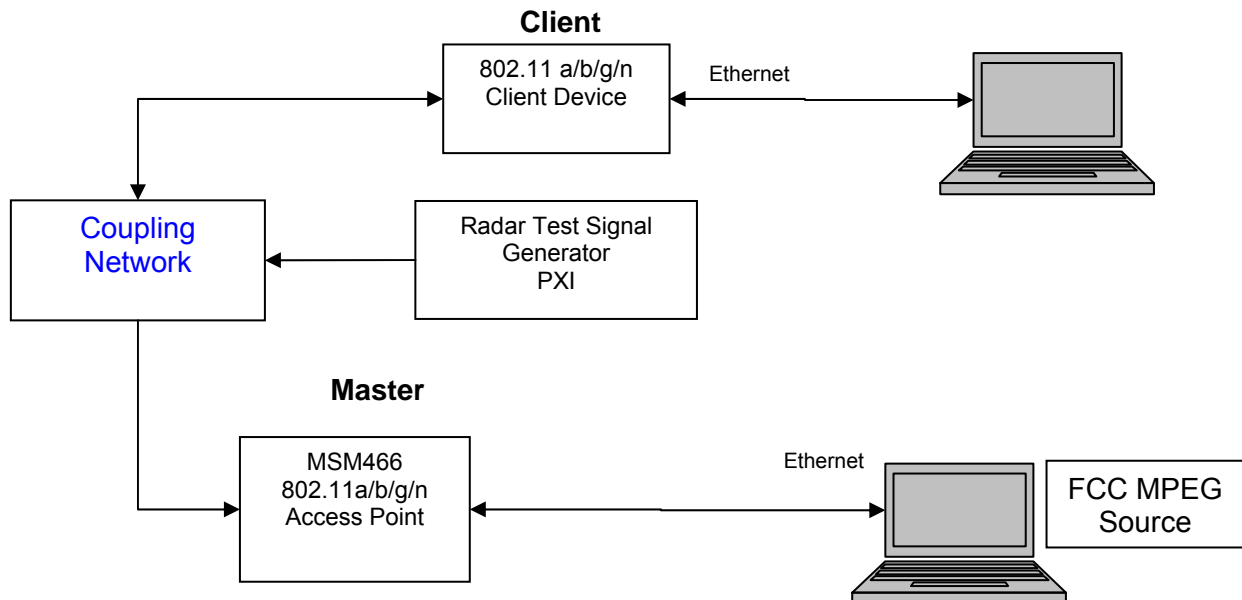 Client
802.11 a/b/g/n
Client Device
Ethernet
Coupling
Network
Radar Test Signal
Generator
PXI
Master
MSM466
802.11a/b/g/n
Access Point
Ethernet
FCC MPEG
Source